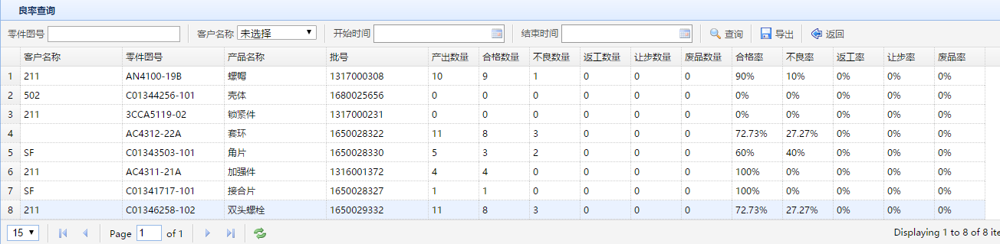 良率查询
零件图号 客户名称 未选择 开始时间 结束时间 查询 导出 返回
客户名称 零件图号 产品名称 批号 产出数量 合格数量 不良数量 返工数量 让步数量 废品数量 合格率 不良率 返工率 让步率 废品率
1 211 AN4100-19B 螺帽 1317000308 10 9 1 0 0 0 90% 10% 0% 0% 0%
2 502 C01344256-101 壳体 1680025656 0 0 0 0 0 0 0% 0% 0% 0% 0%
3 211 3CCA5119-02 锁紧件 1317000231 0 0 0 0 0 0 0% 0% 0% 0% 0%
4 AC4312-22A 套环 1650028322 11 8 3 0 0 0 72.73% 27.27% 0% 0% 0%
5 SF C01343503-101 角片 1650028330 5 3 2 0 0 0 60% 40% 0% 0% 0%
6 211 AC4311-21A 加强件 1316001372 4 4 0 0 0 0 100% 0% 0% 0% 0%
7 SF C01341717-101 接合片 1650028327 1 1 0 0 0 0 100% 0% 0% 0% 0%
8 211 C01346258-102 双头螺栓 1650029332 11 8 3 0 0 0 72.73% 27.27% 0% 0% 0%
15 Page 1 of 1 Displaying 1 to 8 of 8 ite